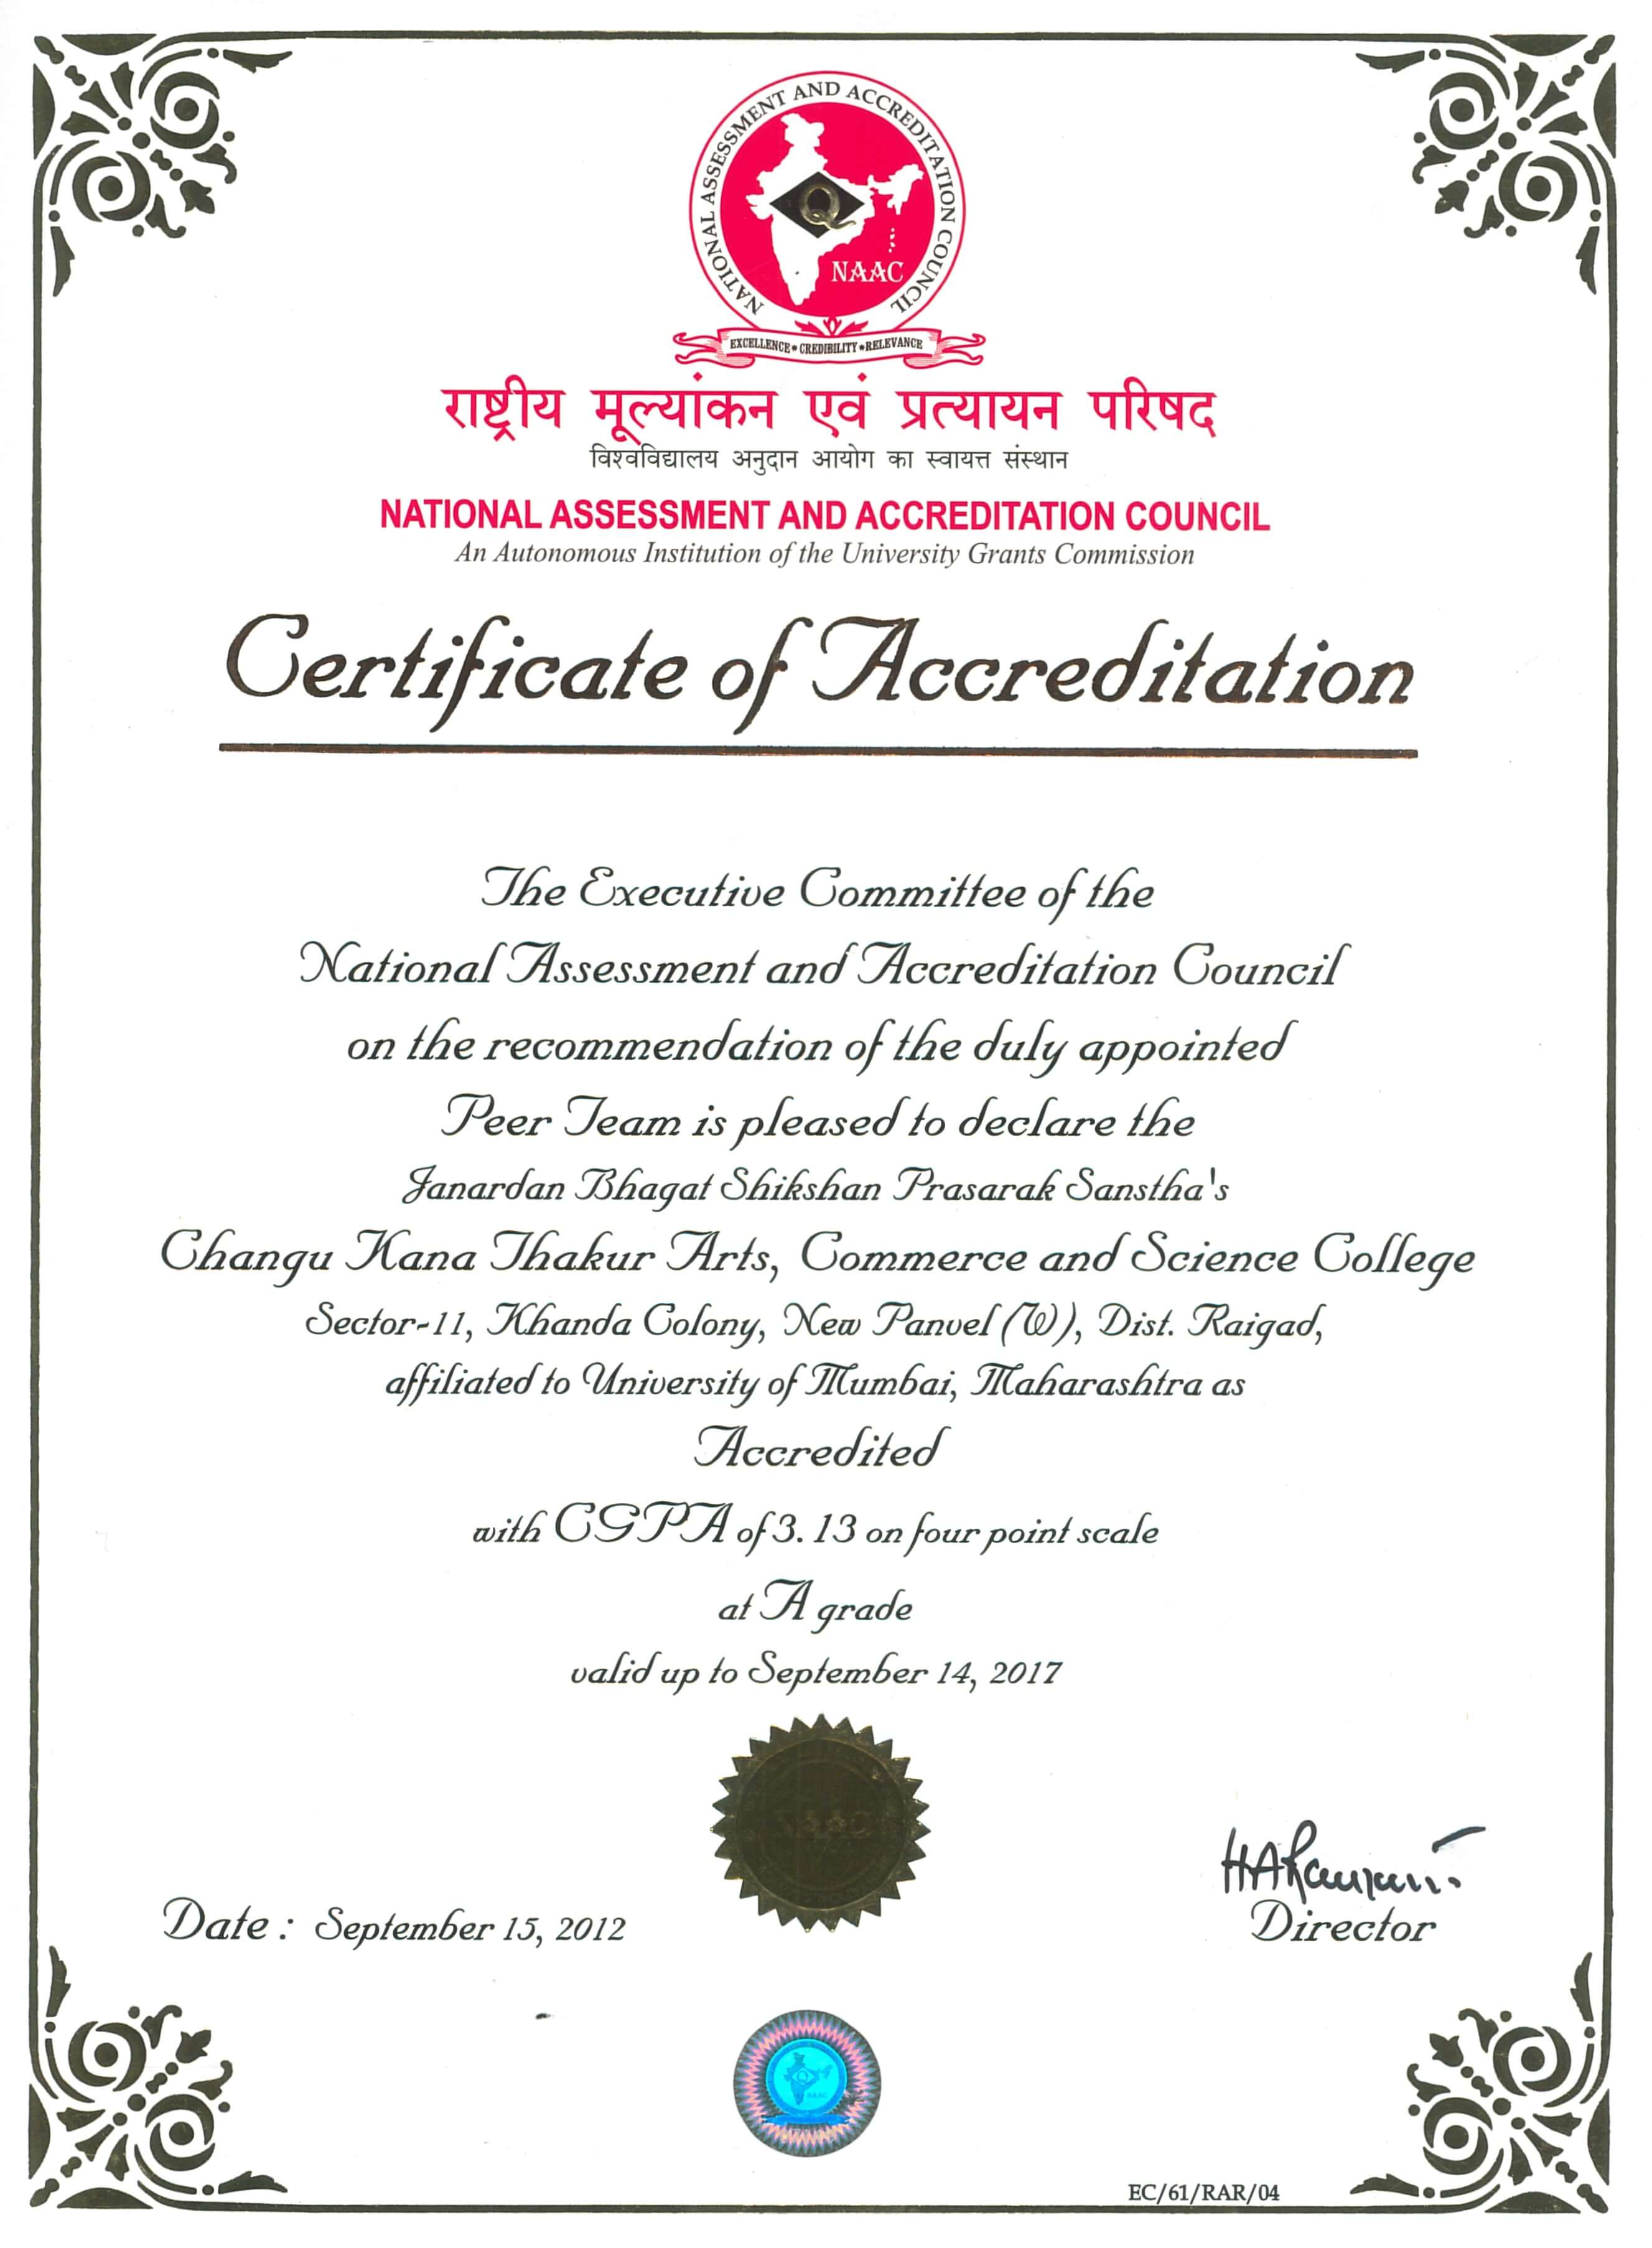 NATIONAL ASSESSMENT AND ACCREDITATION COUNCIL
NAAC
EXCELLENCE • CREDIBILITY • RELEVANCE
राष्ट्रीय मूल्यांकन एवं प्रत्यायन परिषद
विश्वविद्यालय अनुदान आयोग का स्वायत्त संस्थान
NATIONAL ASSESSMENT AND ACCREDITATION COUNCIL
An Autonomous Institution of the University Grants Commission
Certificate of Accreditation
The Executive Committee of the
National Assessment and Accreditation Council
on the recommendation of the duly appointed
Peer Team is pleased to declare the
Janardan Bhagat Shikshan Prasarak Sanstha's
Changu Kana Thakur Arts, Commerce and Science College
Sector-11, Khanda Colony, New Panvel (W), Dist. Raigad,
affiliated to University of Mumbai, Maharashtra as
Accredited
with CGPA of 3.13 on four point scale
at A grade
valid up to September 14, 2017
NAAC
Date : September 15, 2012
Director
NAAC
EC/61/RAR/04